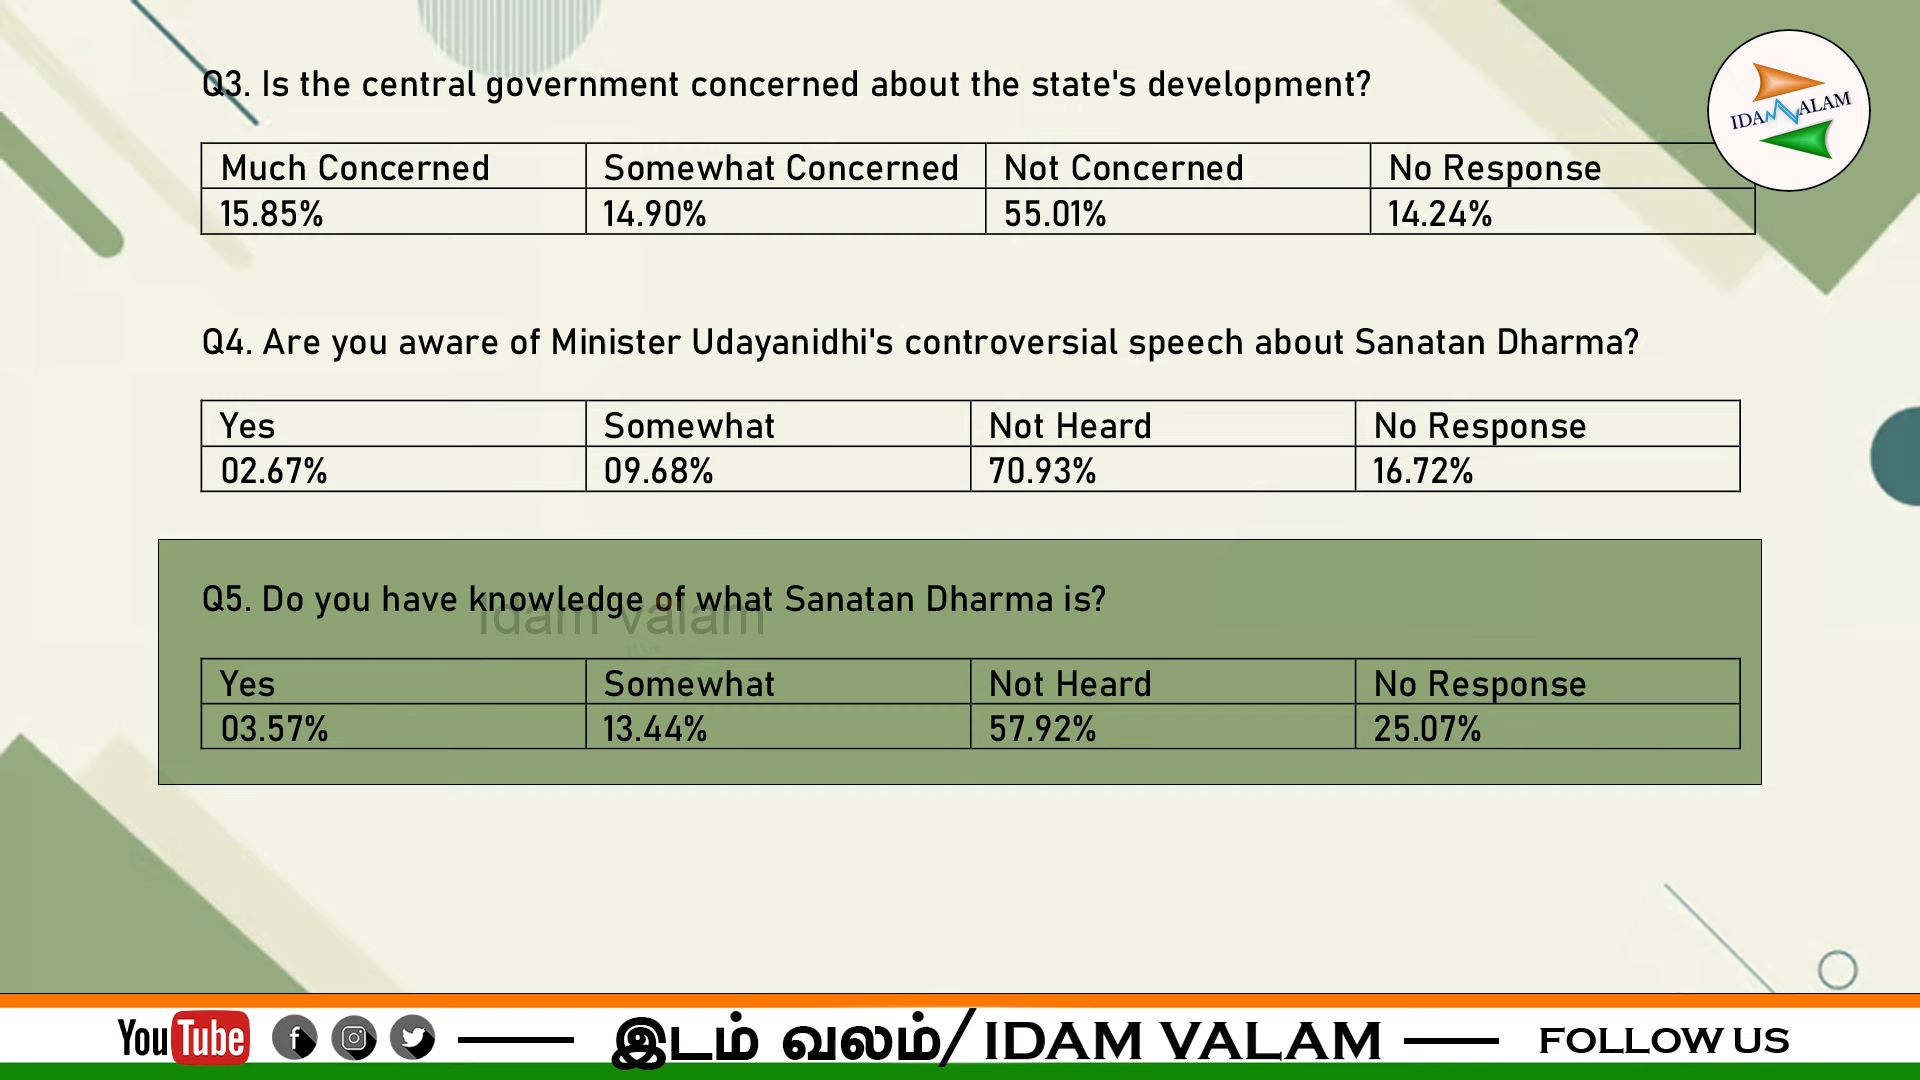 Q3. Is the central government concerned about the state's development?
IDAM VALAM
Much Concerned Somewhat Concerned Not Concerned No Response
15.85% 14.90% 55.01% 14.24%
Q4. Are you aware of Minister Udayanidhi's controversial speech about Sanatan Dharma?
Yes Somewhat Not Heard No Response
02.67% 09.68% 70.93% 16.72%
Q5. Do you have knowledge of what Sanatan Dharma is?
Idam valam
Yes Somewhat Not Heard No Response
03.57% 13.44% 57.92% 25.07%
YouTube இடம் வலம்/IDAM VALAM FOLLOW US